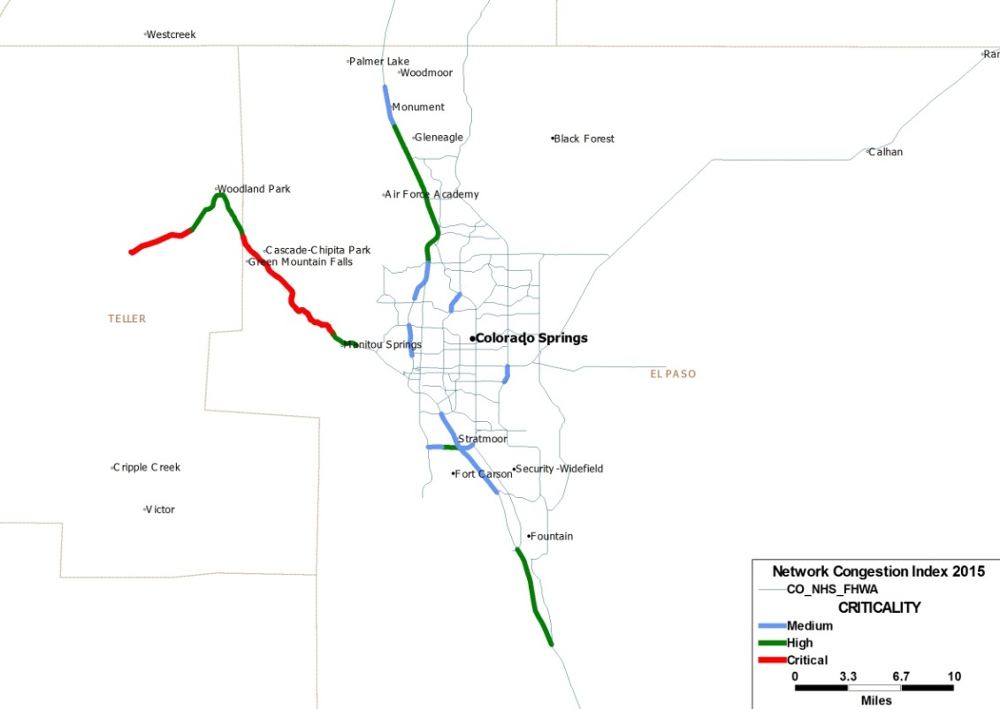 Westcreek
Palmer Lake
Woodmoor
Monument
Gleneagle
Black Forest
Calhan
Woodland Park
Air Force Academy
Cascade-Chipita Park
Green Mountain Falls
TELLER
Manitou Springs
Colorado Springs
EL PASO
Stratmoor
Cripple Creek
Fort Carson
Security-Widefield
Victor
Fountain
Network Congestion Index 2015
CO_NHS_FHWA
CRITICALITY
Medium
High
Critical
0 3.3 6.7 10
Miles